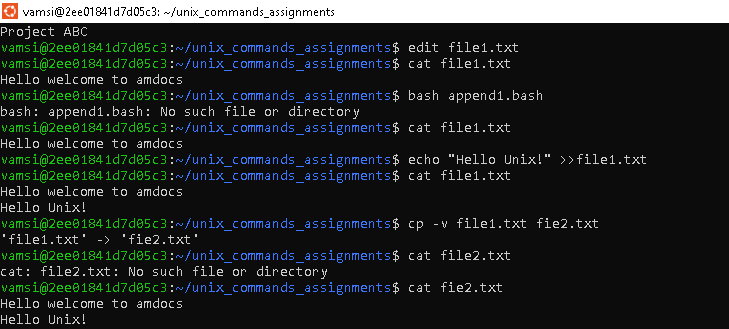 vamsi@2ee01841d7d05c3: ~/unix_commands_assignments
Project ABC
vamsi@2ee01841d7d05c3:~/unix_commands_assignments$ edit file1.txt
vamsi@2ee01841d7d05c3:~/unix_commands_assignments$ cat file1.txt
Hello welcome to amdocs
vamsi@2ee01841d7d05c3:~/unix_commands_assignments$ bash append1.bash
bash: append1.bash: No such file or directory
vamsi@2ee01841d7d05c3:~/unix_commands_assignments$ cat file1.txt
Hello welcome to amdocs
vamsi@2ee01841d7d05c3:~/unix_commands_assignments$ echo "Hello Unix!" >>file1.txt
vamsi@2ee01841d7d05c3:~/unix_commands_assignments$ cat file1.txt
Hello welcome to amdocs
Hello Unix!
vamsi@2ee01841d7d05c3:~/unix_commands_assignments$ cp -v file1.txt fie2.txt
'file1.txt' -> 'fie2.txt'
vamsi@2ee01841d7d05c3:~/unix_commands_assignments$ cat file2.txt
cat: file2.txt: No such file or directory
vamsi@2ee01841d7d05c3:~/unix_commands_assignments$ cat fie2.txt
Hello welcome to amdocs
Hello Unix!